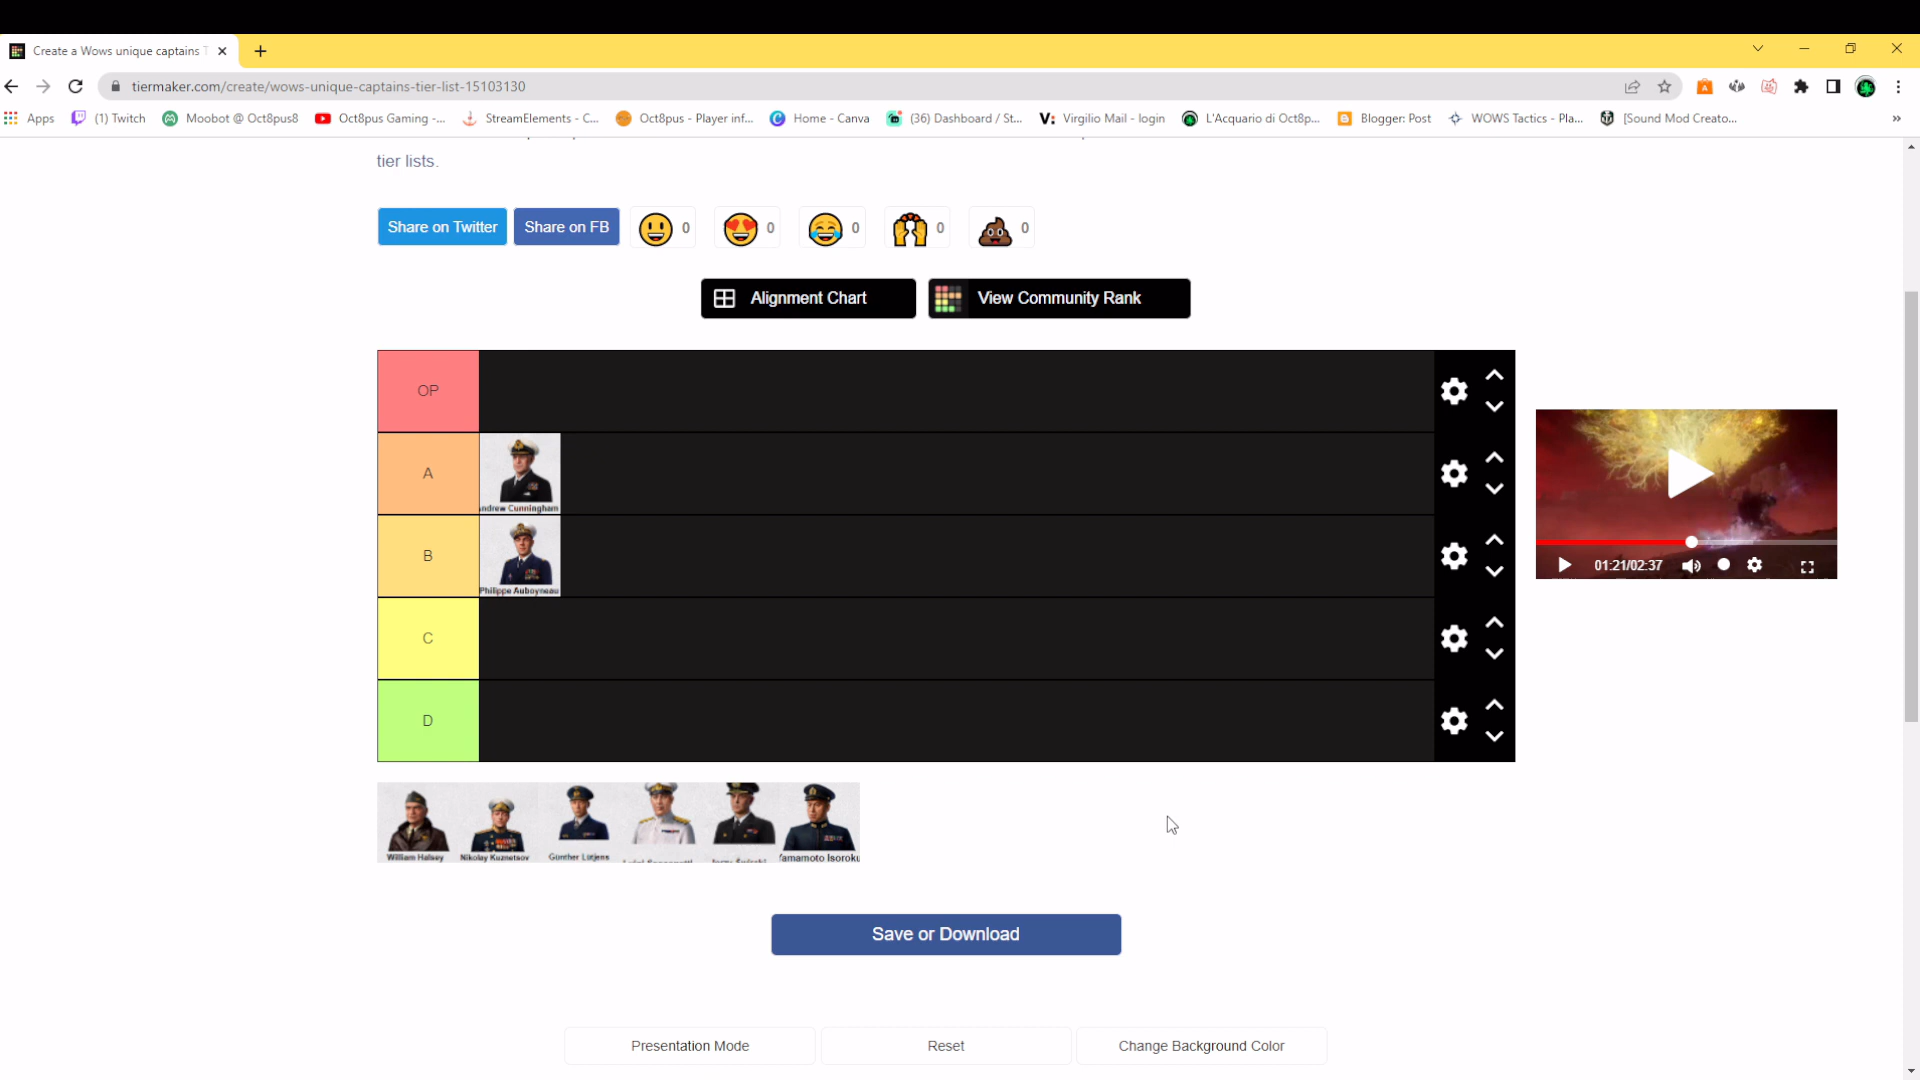 Create a Wows unique captains T
tiermaker.com/create/wows-unique-captains-tier-list-15103130
Apps
(1) Twitch
Moobot @ Oct8pus8
Oct8pus Gaming -...
StreamElements - C...
Oct8pus - Player inf...
Home - Canva
(36) Dashboard / St...
Virgilio Mail - login
L'Acquario di Oct8p...
Blogger: Post
WOWS Tactics - Pla...
[Sound Mod Creato...
»
tier lists.
Share on Twitter
Share on FB
0
0
0
0
0
Alignment Chart
View Community Rank
OP
A
ndrew Cunningham
B
Philippe Auboyneau
C
D
01:21/02:37
William Halsey
Nikolay Kuznetsov
Günther Lütjens
Yamamoto Isoroku
Save or Download
Presentation Mode
Reset
Change Background Color